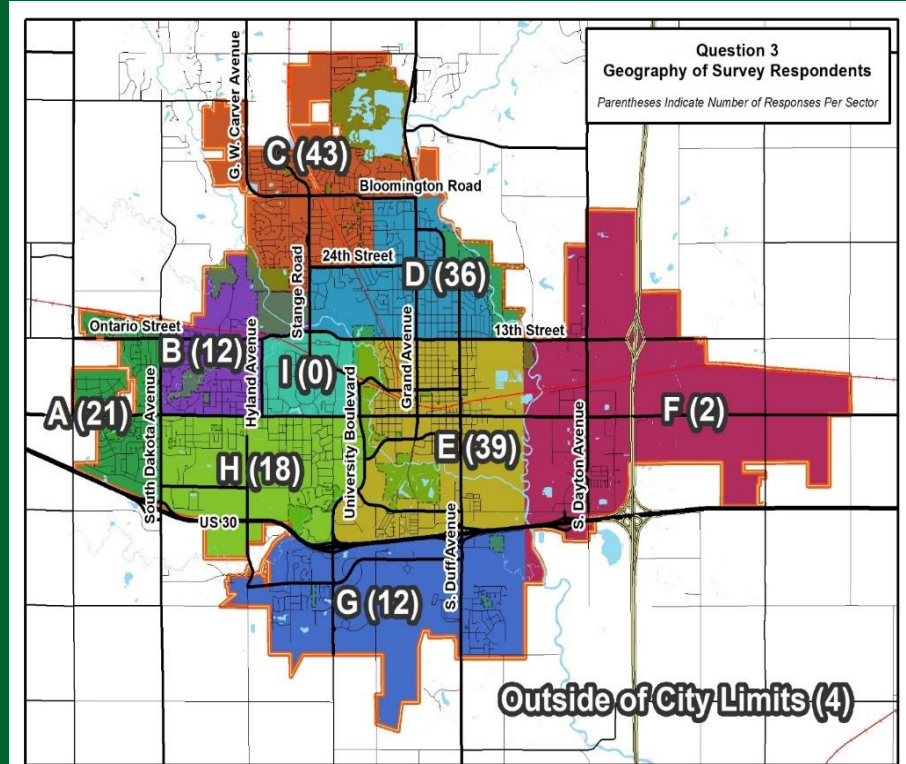 Question 3
Geography of Survey Respondents
Parentheses Indicate Number of Responses Per Sector
G. W. Carver Avenue
C (43)
Bloomington Road
Stange Road
24th Street
D (36)
Ontario Street
13th Street
B (12)
Hyland Avenue
I (0)
Grand Avenue
A (21)
South Dakota Avenue
University Boulevard
F (2)
H (18)
E (39)
S. Dayton Avenue
US 30
S. Duff Avenue
G (12)
Outside of City Limits (4)